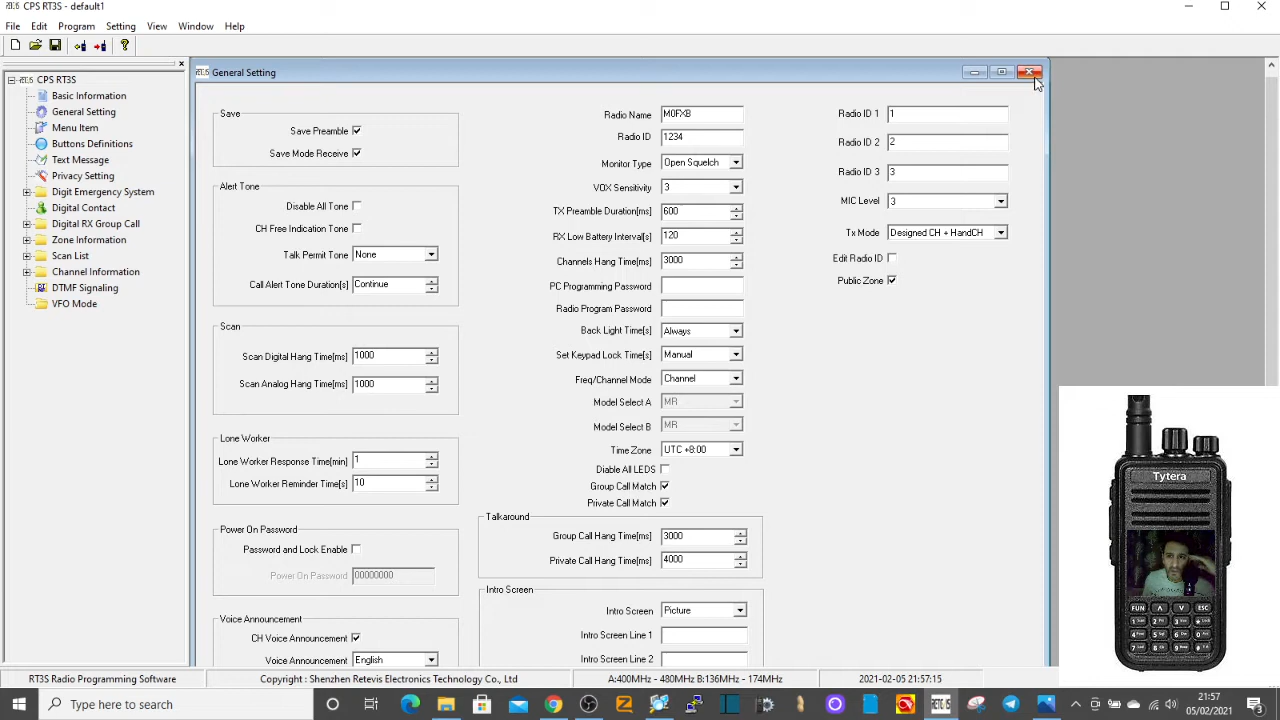 CPS RT3S - default1
File Edit Program Setting View Window Help
CPS RT3S
Basic Information
General Setting
Menu Item
Buttons Definitions
Text Message
Privacy Setting
Digit Emergency System
Digital Contact
Digital RX Group Call
Zone Information
Scan List
Channel Information
DTMF Signaling
VFO Mode
General Setting
Save
Save Preamble
Save Mode Receive
Alert Tone
Disable All Tone
CH Free Indication Tone
Talk Permit Tone None
Call Alert Tone Duration[s] Continue
Scan
Scan Digital Hang Time[ms] 1000
Scan Analog Hang Time[ms] 1000
Lone Worker
Lone Worker Response Time[min] 1
Lone Worker Reminder Time[s] 10
Power On Password
Password and Lock Enable
Power On Password 00000000
Voice Announcement
CH Voice Announcement
Voice Announcement English
Radio Name M0FXB
Radio ID 1234
Monitor Type Open Squelch
VOX Sensitivity 3
TX Preamble Duration[ms] 600
RX Low Battery Interval[s] 120
Channels Hang Time[ms] 3000
PC Programming Password
Radio Program Password
Back Light Time[s] Always
Set Keypad Lock Time[s] Manual
Freq/Channel Mode Channel
Model Select A MR
Model Select B MR
Time Zone UTC +8:00
Disable All LEDS
Group Call Match
Private Call Match
Talkaround
Group Call Hang Time[ms] 3000
Private Call Hang Time[ms] 4000
Intro Screen
Intro Screen Picture
Intro Screen Line 1
Intro Screen Line 2
Radio ID 1 1
Radio ID 2 2
Radio ID 3 3
MIC Level 3
Tx Mode Designed CH + HandCH
Edit Radio ID
Public Zone
Tytera
FUN ESC
RT3S Radio Programming Software
Copyright : Shenzhen Retevis Electronics Technology Co., Ltd
A:400MHz - 480MHz B:136MHz - 174MHz
2021-02-05 21:57:15
Type here to search
RETEVIS
21:57
05/02/2021
3